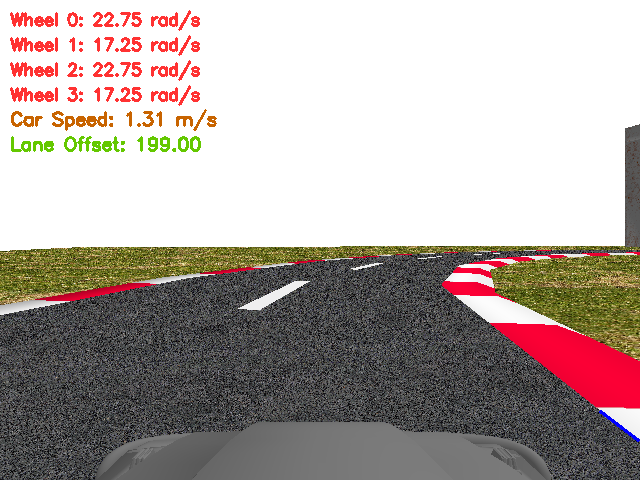 Wheel 0: 22.75 rad/s
Wheel 1: 17.25 rad/s
Wheel 2: 22.75 rad/s
Wheel 3: 17.25 rad/s
Car Speed: 1.31 m/s
Lane Offset: 199.00